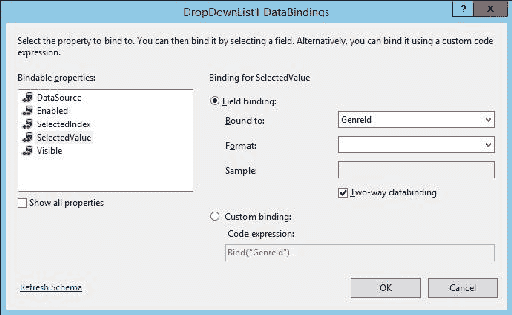 DropDownList1 DataBindings
? X
Select the property to bind to. You can then bind it by selecting a field. Alternatively, you can bind it using a custom code
expression.
Bindable properties:
DataSource
Enabled
SelectedIndex
SelectedValue
Visible
Show all properties
Binding for SelectedValue
Field binding:
Bound to:
GenreId
Format:
Sample:
Two-way databinding
Custom binding:
Code expression:
Bind("GenreId")
Refresh Schema
OK
Cancel